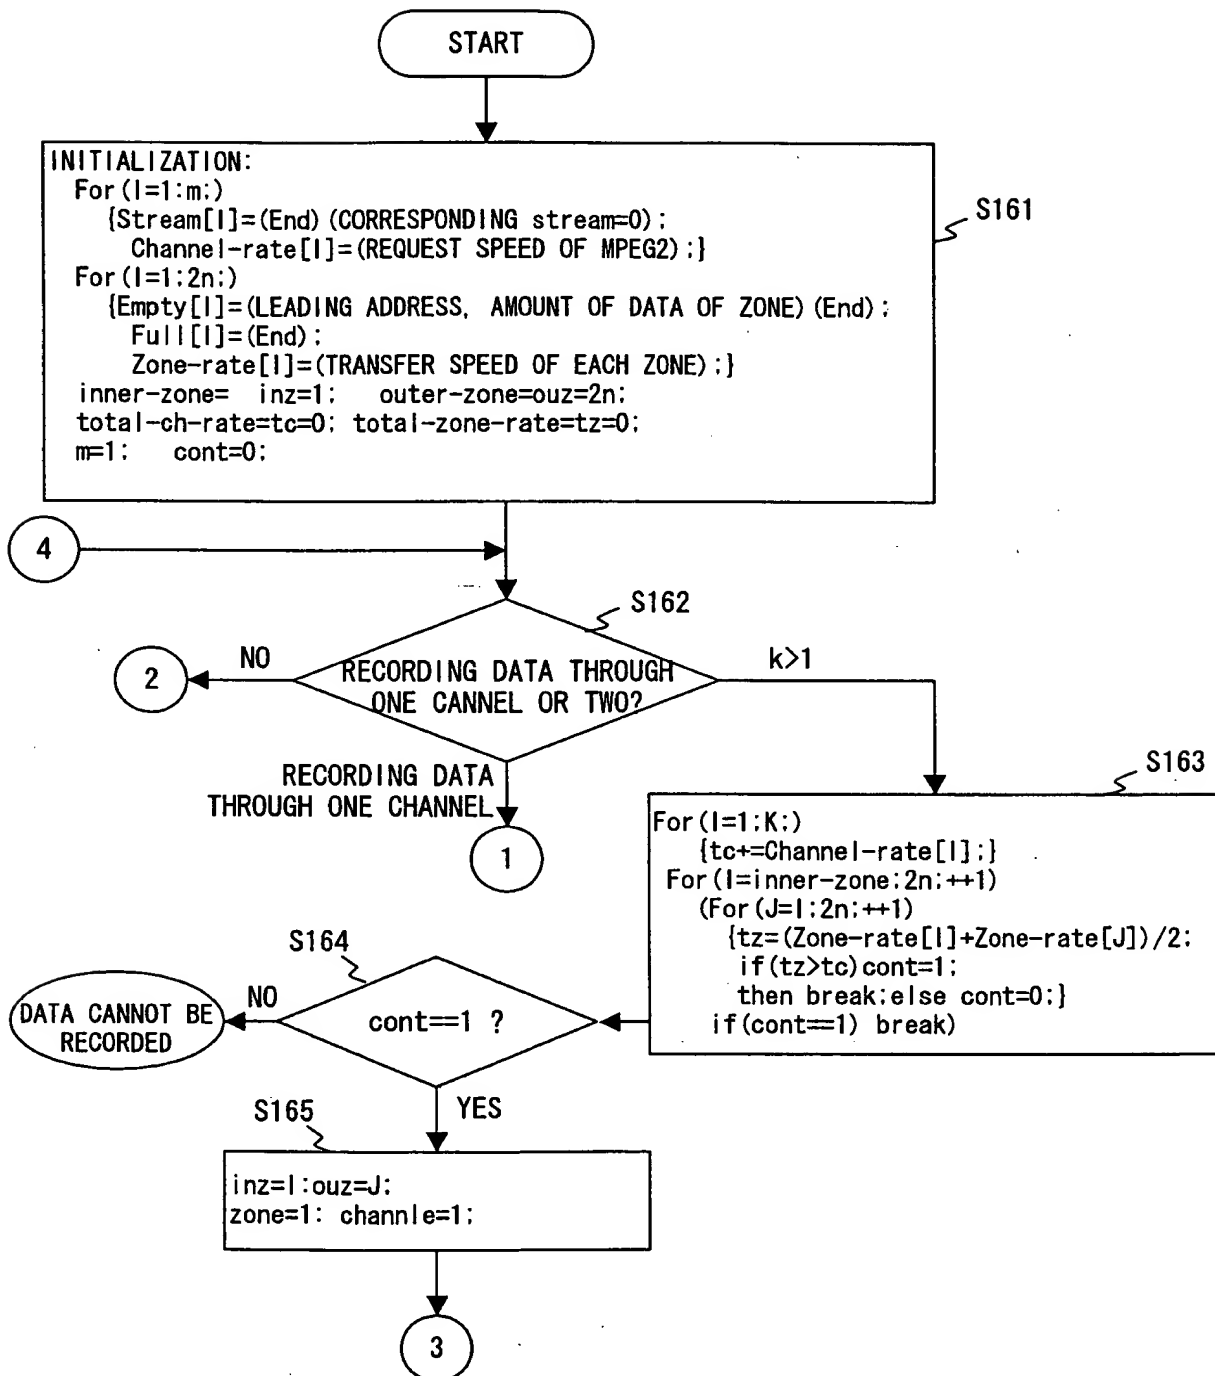 START
INITIALIZATION:
For(I=1:m:)
{Stream[I]=(End)(CORRESPONDING stream=0);
Channel-rate[I]=(REQUEST SPEED OF MPEG2);}
For(I=1:2n:)
{Empty[I]=(LEADING ADDRESS, AMOUNT OF DATA OF ZONE)(End);
Full[I]=(End);
Zone-rate[I]=(TRANSFER SPEED OF EACH ZONE);}
inner-zone= inz=1; outer-zone=ouz=2n;
total-ch-rate=tc=0; total-zone-rate=tz=0;
m=1; cont=0;
S161
4
S162
NO
2
RECORDING DATA THROUGH
ONE CANNEL OR TWO?
k>1
RECORDING DATA
THROUGH ONE CHANNEL
1
S163
For(I=1;K;)
{tc+=Channel-rate[I];}
For(I=inner-zone;2n;++1)
(For(J=I;2n;++1)
{tz=(Zone-rate[I]+Zone-rate[J])/2;
if(tz>tc)cont=1;
then break;else cont=0;}
if(cont==1) break)
S164
cont==1 ?
NO
DATA CANNOT BE
RECORDED
YES
S165
inz=I;ouz=J;
zone=1; channle=1;
3